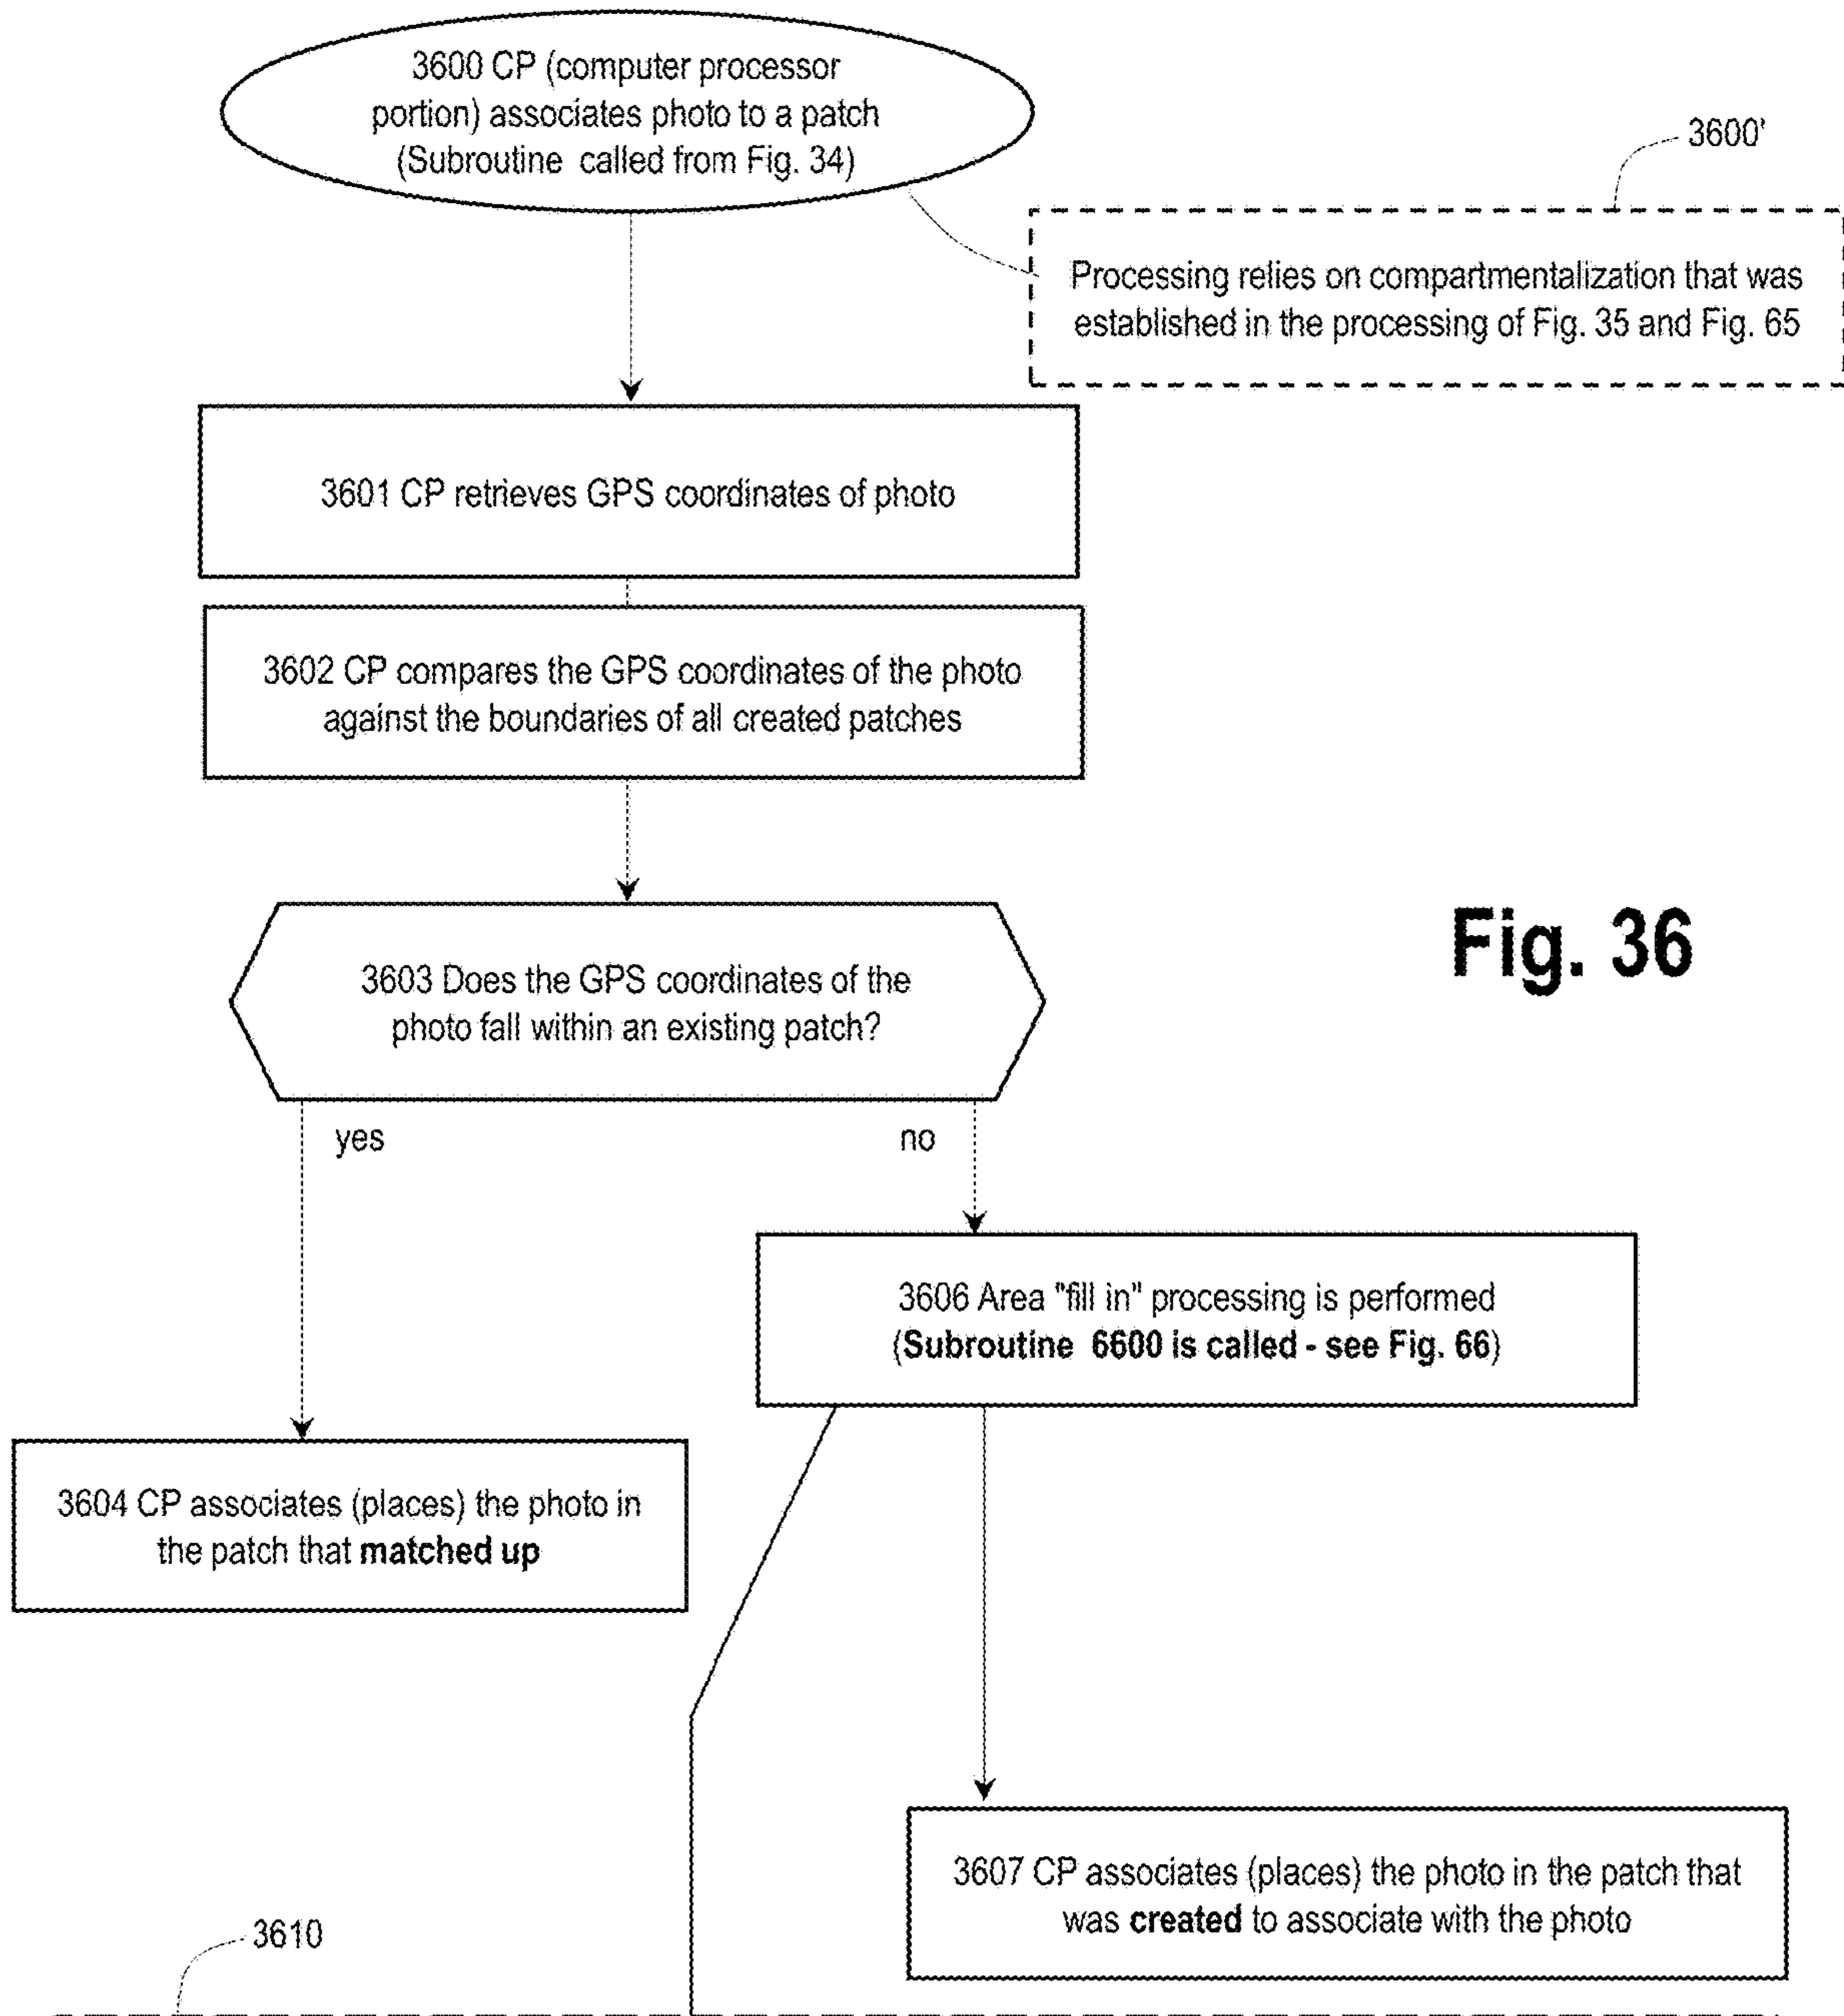 3600 CP (computer processor
portion) associates photo to a patch
(Subroutine called from Fig. 34)
3600'
Processing relies on compartmentalization that was
established in the processing of Fig. 35 and Fig. 65
3601 CP retrieves GPS coordinates of photo
3602 CP compares the GPS coordinates of the photo
against the boundaries of all created patches
Fig. 36
3603 Does the GPS coordinates of the
photo fall within an existing patch?
yes
no
3606 Area "fill in" processing is performed
(Subroutine 6600 is called - see Fig. 66)
3604 CP associates (places) the photo in
the patch that matched up
3607 CP associates (places) the photo in the patch that
was created to associate with the photo
3610